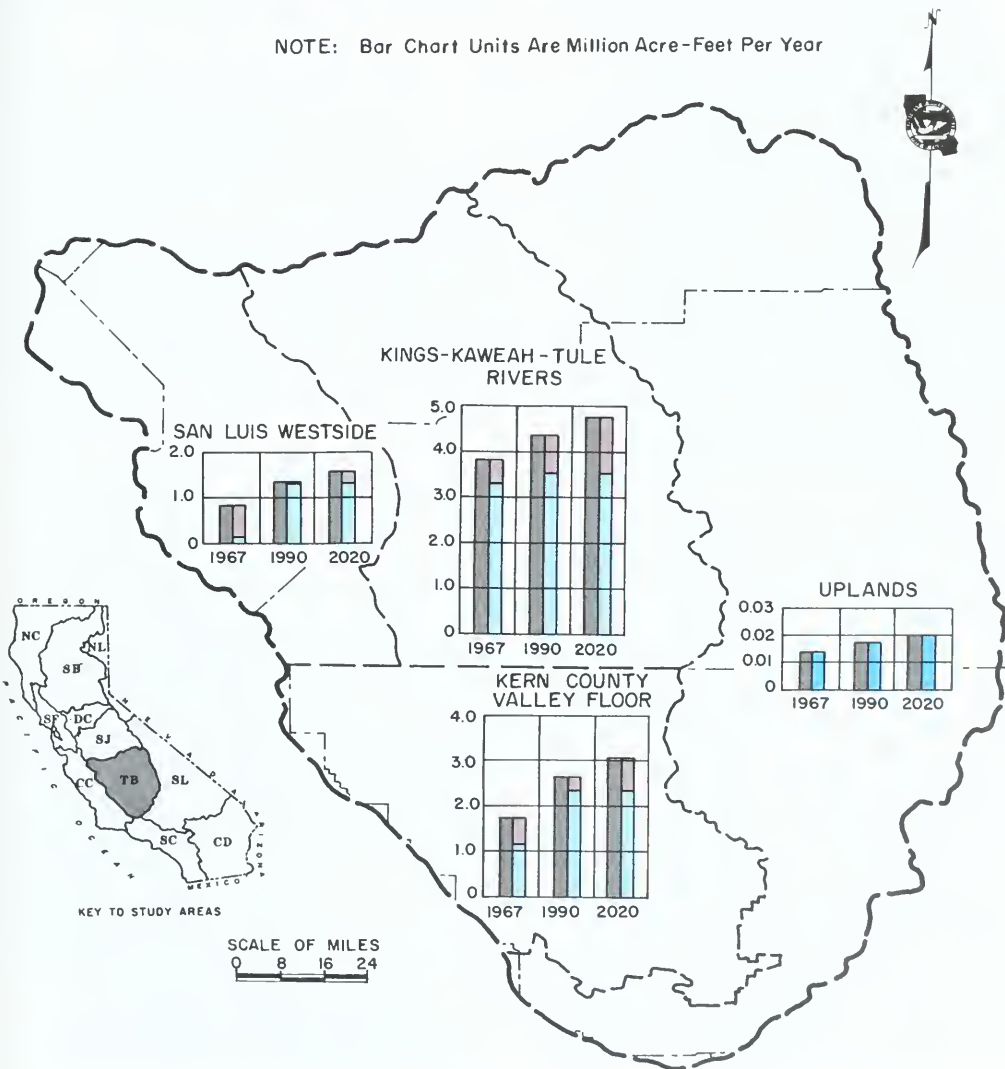 NOTE: Bar Chart Units Are Million Acre-Feet Per Year
N
KINGS-KAWEAH-TULE
RIVERS
5.0
4.0
3.0
2.0
1.0
0
1967 1990 2020
SAN LUIS WESTSIDE
2.0
1.0
0
1967 1990 2020
UPLANDS
0.03
0.02
0.01
0
1967 1990 2020
KERN COUNTY
VALLEY FLOOR
4.0
3.0
2.0
1.0
0
1967 1990 2020
OREGON
NC
NL
SB
SF DC
SJ
CC TB SL
SC CD
NEVADA
ARIZONA
MEXICO
PACIFIC OCEAN
KEY TO STUDY AREAS
SCALE OF MILES
0 8 16 24